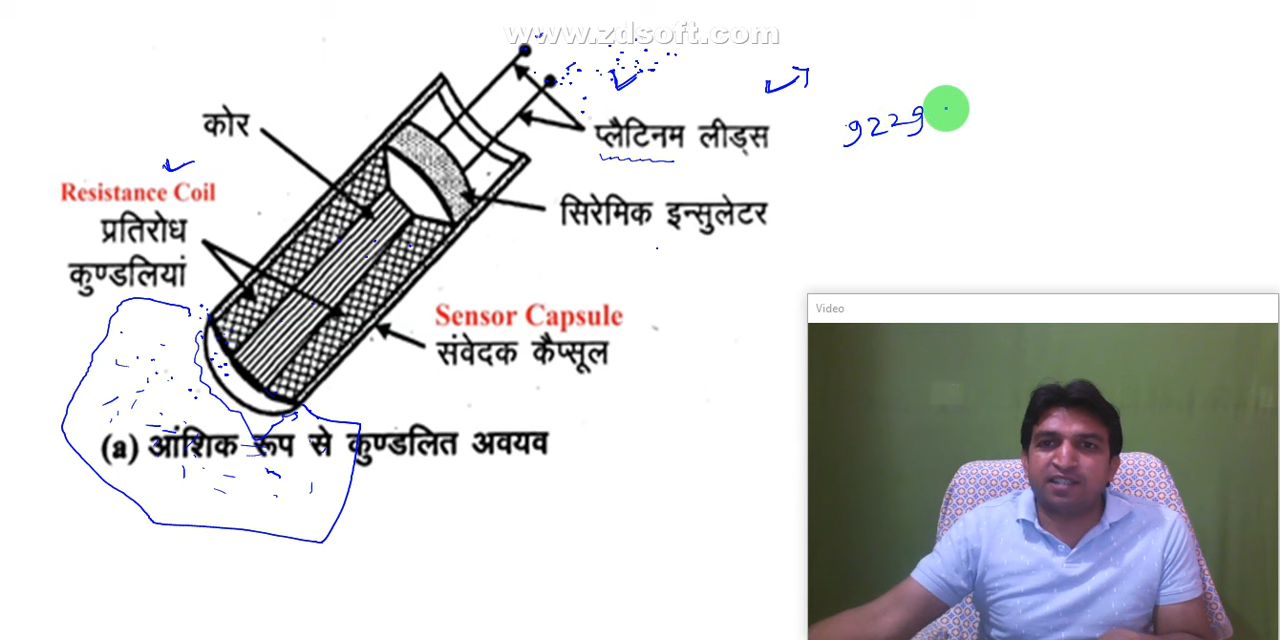 www.zdsoft.com
कोर
प्लैटिनम लीड्स
9229
Resistance Coil
प्रतिरोध
कुण्डलियां
सिरेमिक इन्सुलेटर
Sensor Capsule
संवेदक कैप्सूल
Video
(a) आंशिक रूप से कुण्डलित अवयव